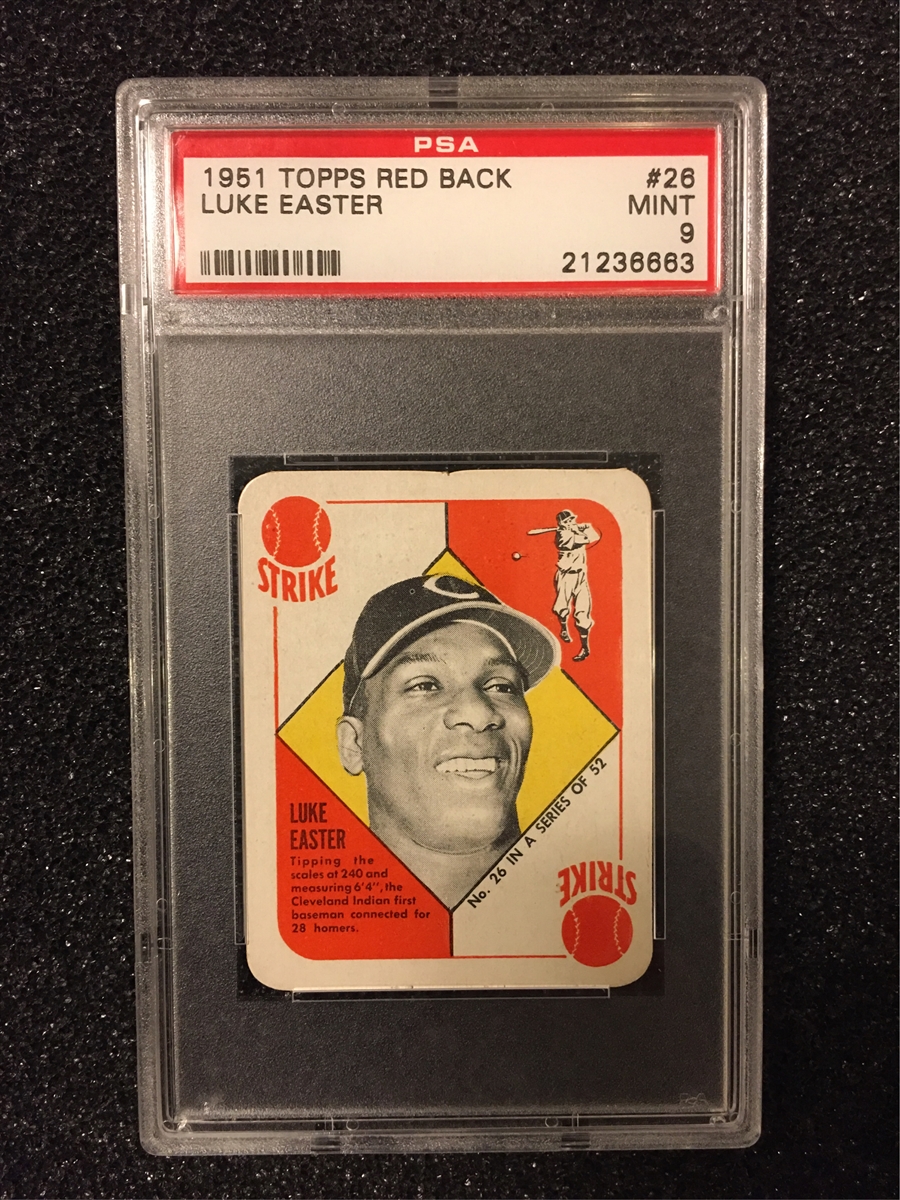 PSA
1951 TOPPS RED BACK #26
LUKE EASTER MINT
9
21236663
STRIKE
C
LUKE
EASTER
Tipping the
scales at 240 and
measuring 6'4", the
Cleveland Indian first
baseman connected for
28 homers.
No. 26 IN A SERIES OF 52
STRIKE